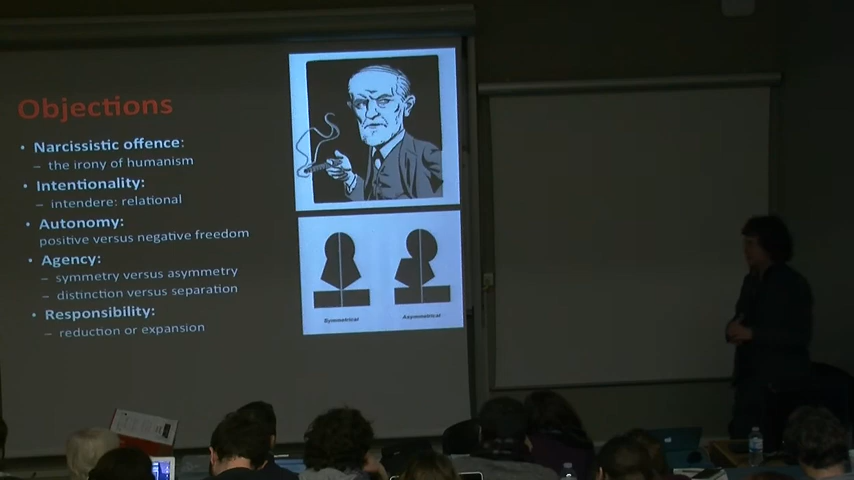 Objections
• Narcissistic offence:
– the irony of humanism
• Intentionality:
– intendere: relational
• Autonomy:
positive versus negative freedom
• Agency:
– symmetry versus asymmetry
– distinction versus separation
• Responsibility:
– reduction or expansion
Symmetrical
Asymmetrical